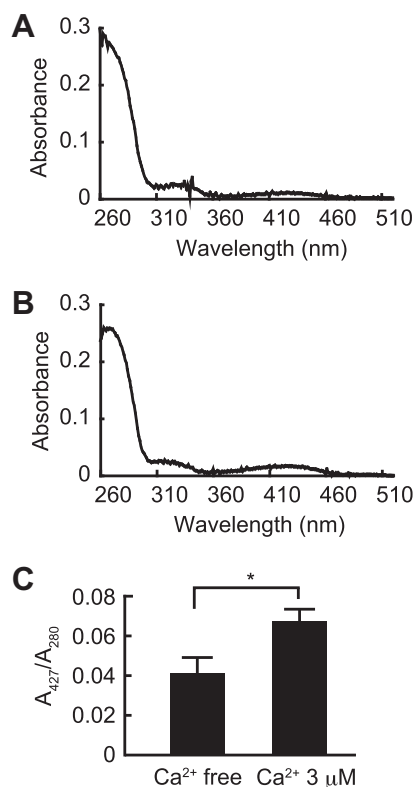 A
0.3
0.2
0.1
0
Absorbance
260 310 360 410 460 510
Wavelength (nm)
B
0.3
0.2
0.1
0
Absorbance
260 310 360 410 460 510
Wavelength (nm)
C
*
0.08
0.06
0.04
0.02
0
A₄₂₇/A₂₈₀
Ca²⁺ free Ca²⁺ 3 μM